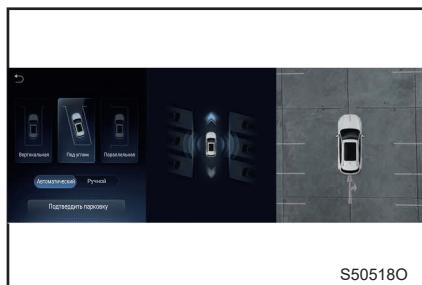 Вертикальная
Под углом
Параллельная
Автоматический
Ручной
Подтвердить парковку
S50518O